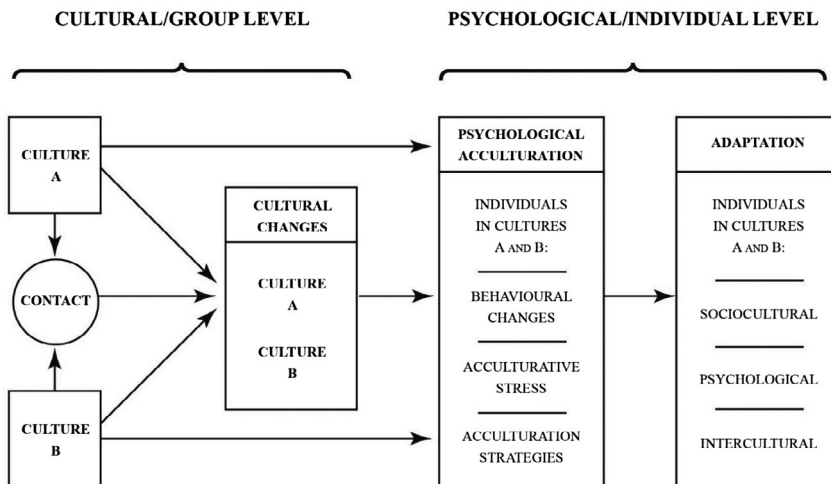 CULTURAL/GROUP LEVEL
PSYCHOLOGICAL/INDIVIDUAL LEVEL
CULTURE
A
CONTACT
CULTURE
B
CULTURAL
CHANGES
CULTURE
A
CULTURE
B
PSYCHOLOGICAL
ACCULTURATION
INDIVIDUALS
IN CULTURES
A AND B:
BEHAVIOURAL
CHANGES
ACCULTURATIVE
STRESS
ACCULTURATION
STRATEGIES
ADAPTATION
INDIVIDUALS
IN CULTURES
A AND B:
SOCIOCULTURAL
PSYCHOLOGICAL
INTERCULTURAL